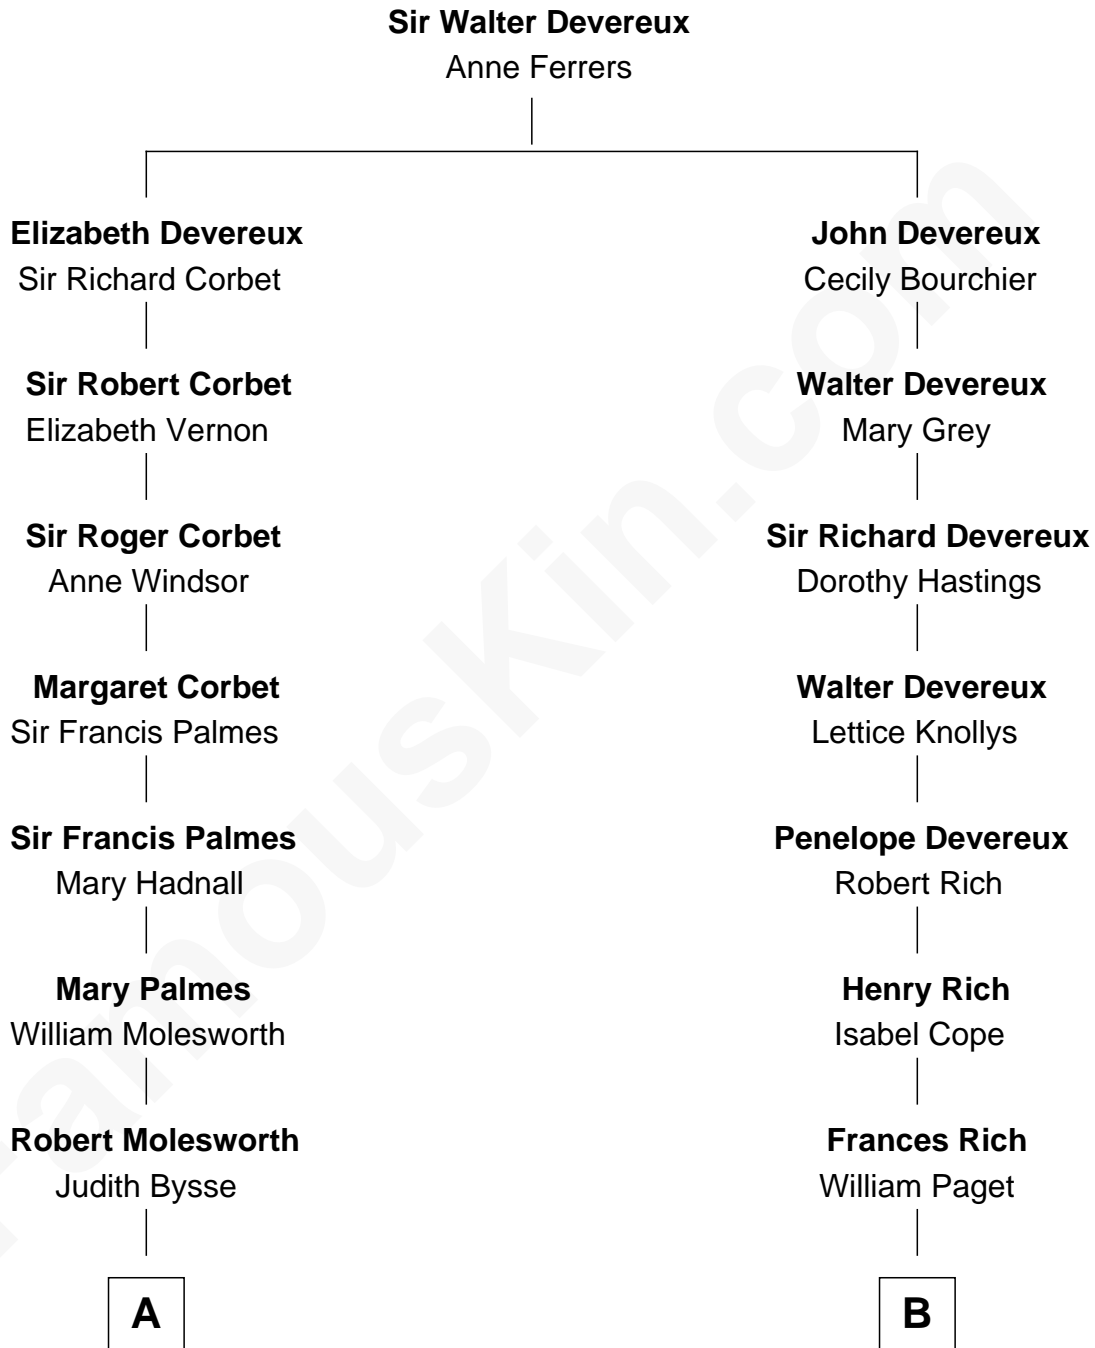 Sir Walter Devereux
Anne Ferrers
Elizabeth Devereux
Sir Richard Corbet
John Devereux
Cecily Bourchier
Sir Robert Corbet
Elizabeth Vernon
Walter Devereux
Mary Grey
Sir Roger Corbet
Anne Windsor
Sir Richard Devereux
Dorothy Hastings
Margaret Corbet
Sir Francis Palmes
Walter Devereux
Lettice Knollys
Sir Francis Palmes
Mary Hadnall
Penelope Devereux
Robert Rich
Mary Palmes
William Molesworth
Henry Rich
Isabel Cope
Robert Molesworth
Judith Bysse
Frances Rich
William Paget
A
B
FamousKin.com